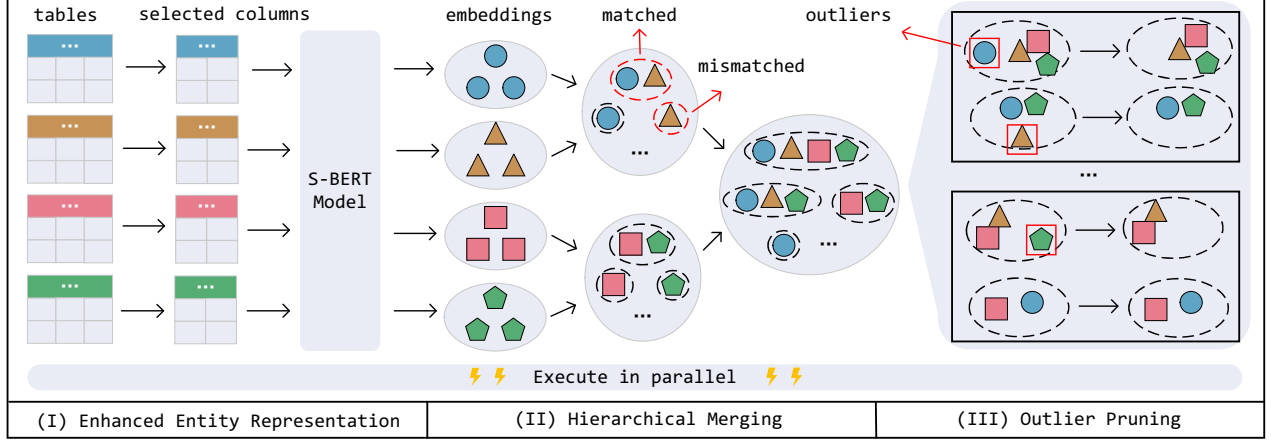 tables
selected columns
embeddings
matched
outliers
mismatched
...
...
...
...
...
...
...
...
S-BERT
Model
...
...
...
...
Execute in parallel
(I) Enhanced Entity Representation
(II) Hierarchical Merging
(III) Outlier Pruning